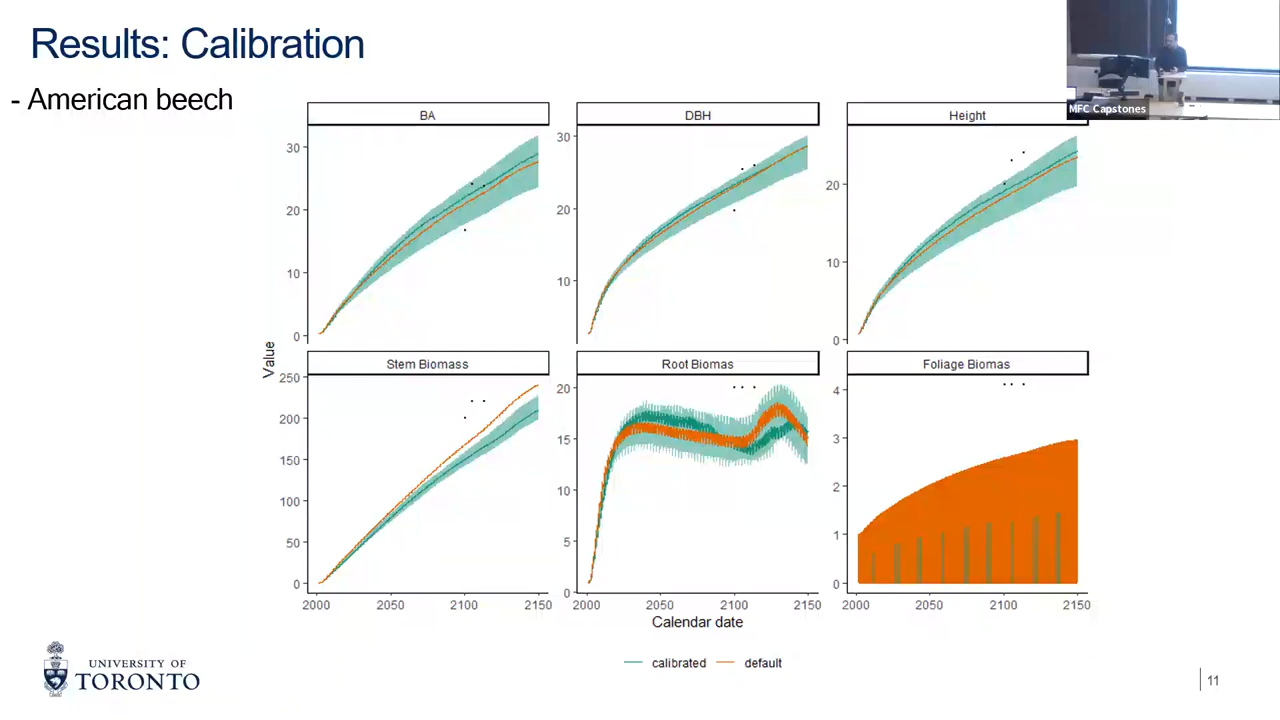 Results: Calibration
- American beech
MFC Capstones
BA
DBH
Height
30
20
10
0
30
20
10
20
10
0
Value
Stem Biomass
Root Biomas
Foliage Biomas
250
200
150
100
50
0
20
15
10
5
0
4
3
2
1
0
2000 2050 2100 2150
2000 2050 2100 2150
2000 2050 2100 2150
Calendar date
calibrated default
UNIVERSITY OF
TORONTO
11